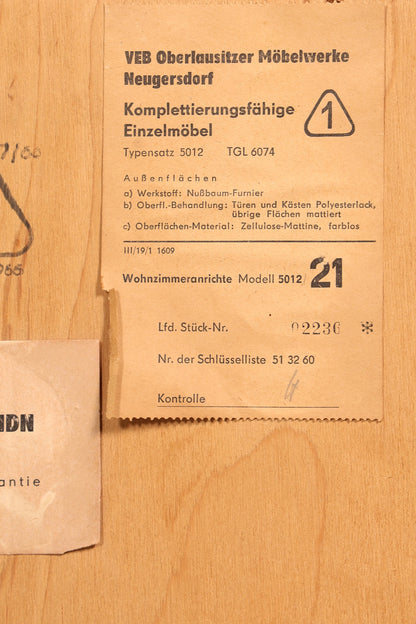 VEB Oberlausitzer Möbelwerke
Neugersdorf
Komplettierungsfähige
Einzelmöbel
1
Typensatz 5012 TGL 6074
Außenflächen
a) Werkstoff: Nußbaum-Furnier
b) Oberfl.-Behandlung: Türen und Kästen Polyesterlack,
übrige Flächen mattiert
c) Oberflächen-Material: Zellulose-Mattine, farblos
III/19/1 1609
Wohnzimmeranrichte Modell 5012/21
Lfd. Stück-Nr. 02236 *
Nr. der Schlüsselliste 51 32 60
Kontrolle
MDN
antie